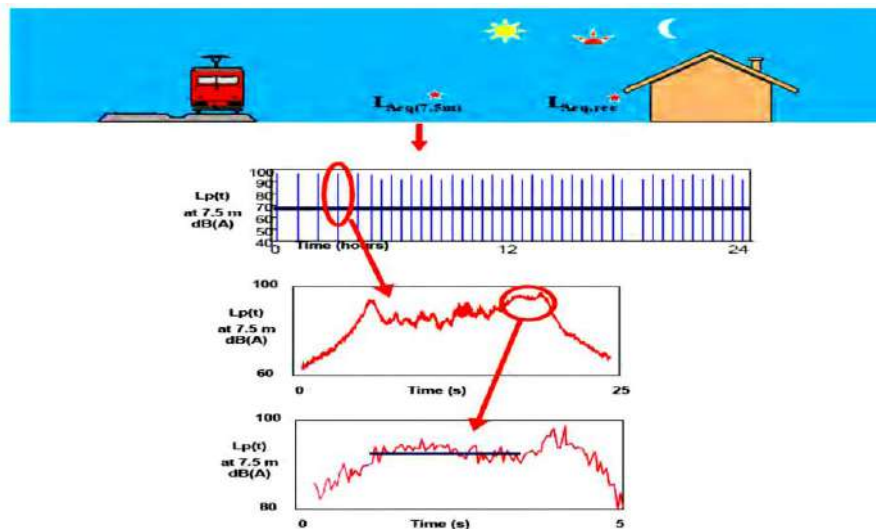 LAeq(7.5m) LAeq,rec
100
90
80
70
60
50
40
Lp(t)
at 7.5 m
dB(A)
0 Time (hours) 12 24
100
Lp(t)
at 7.5 m
dB(A)
60
0 Time (s) 25
100
Lp(t)
at 7.5 m
dB(A)
80
0 Time (s) 5